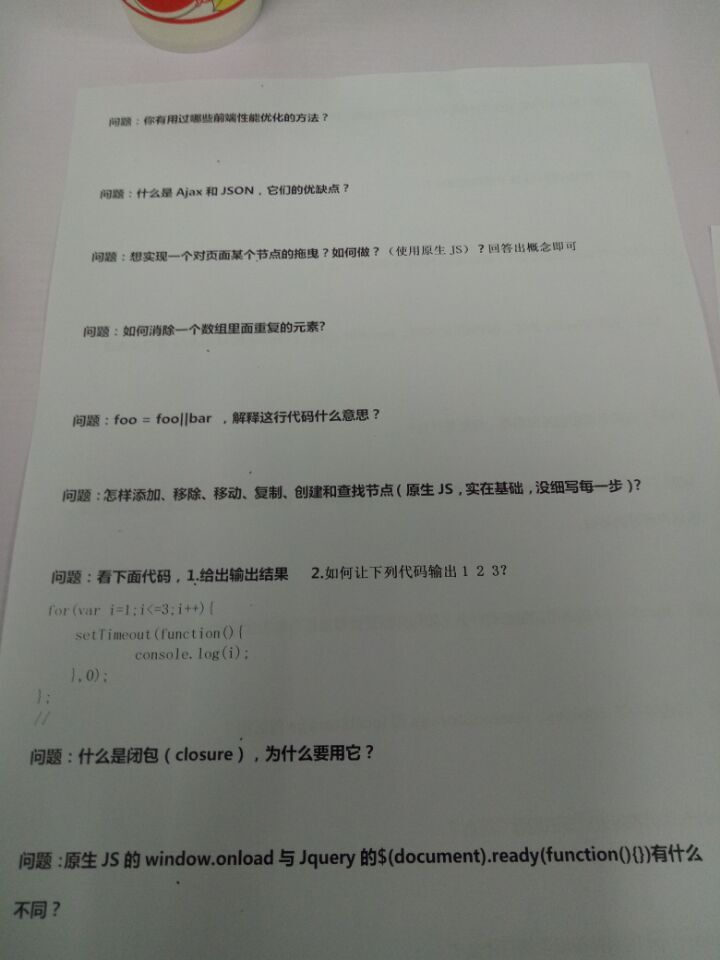 问题：你有用过哪些前端性能优化的方法？
问题：什么是 Ajax 和 JSON，它们的优缺点？
问题：想实现一个对页面某个节点的拖曳？如何做？（使用原生 JS）？回答出概念即可
问题：如何消除一个数组里面重复的元素?
问题：foo = foo||bar ，解释这行代码什么意思？
问题：怎样添加、移除、移动、复制、创建和查找节点（原生 JS，实在基础，没细写每一步）?
问题：看下面代码，1.给出输出结果 2.如何让下列代码输出 1 2 3?
for(var i=1;i<=3;i++){
setTimeout(function(){
console.log(i);
},0);
};
//
问题：什么是闭包（closure），为什么要用它？
问题：原生 JS 的 window.onload 与 Jquery 的$(document).ready(function(){})有什么
不同？